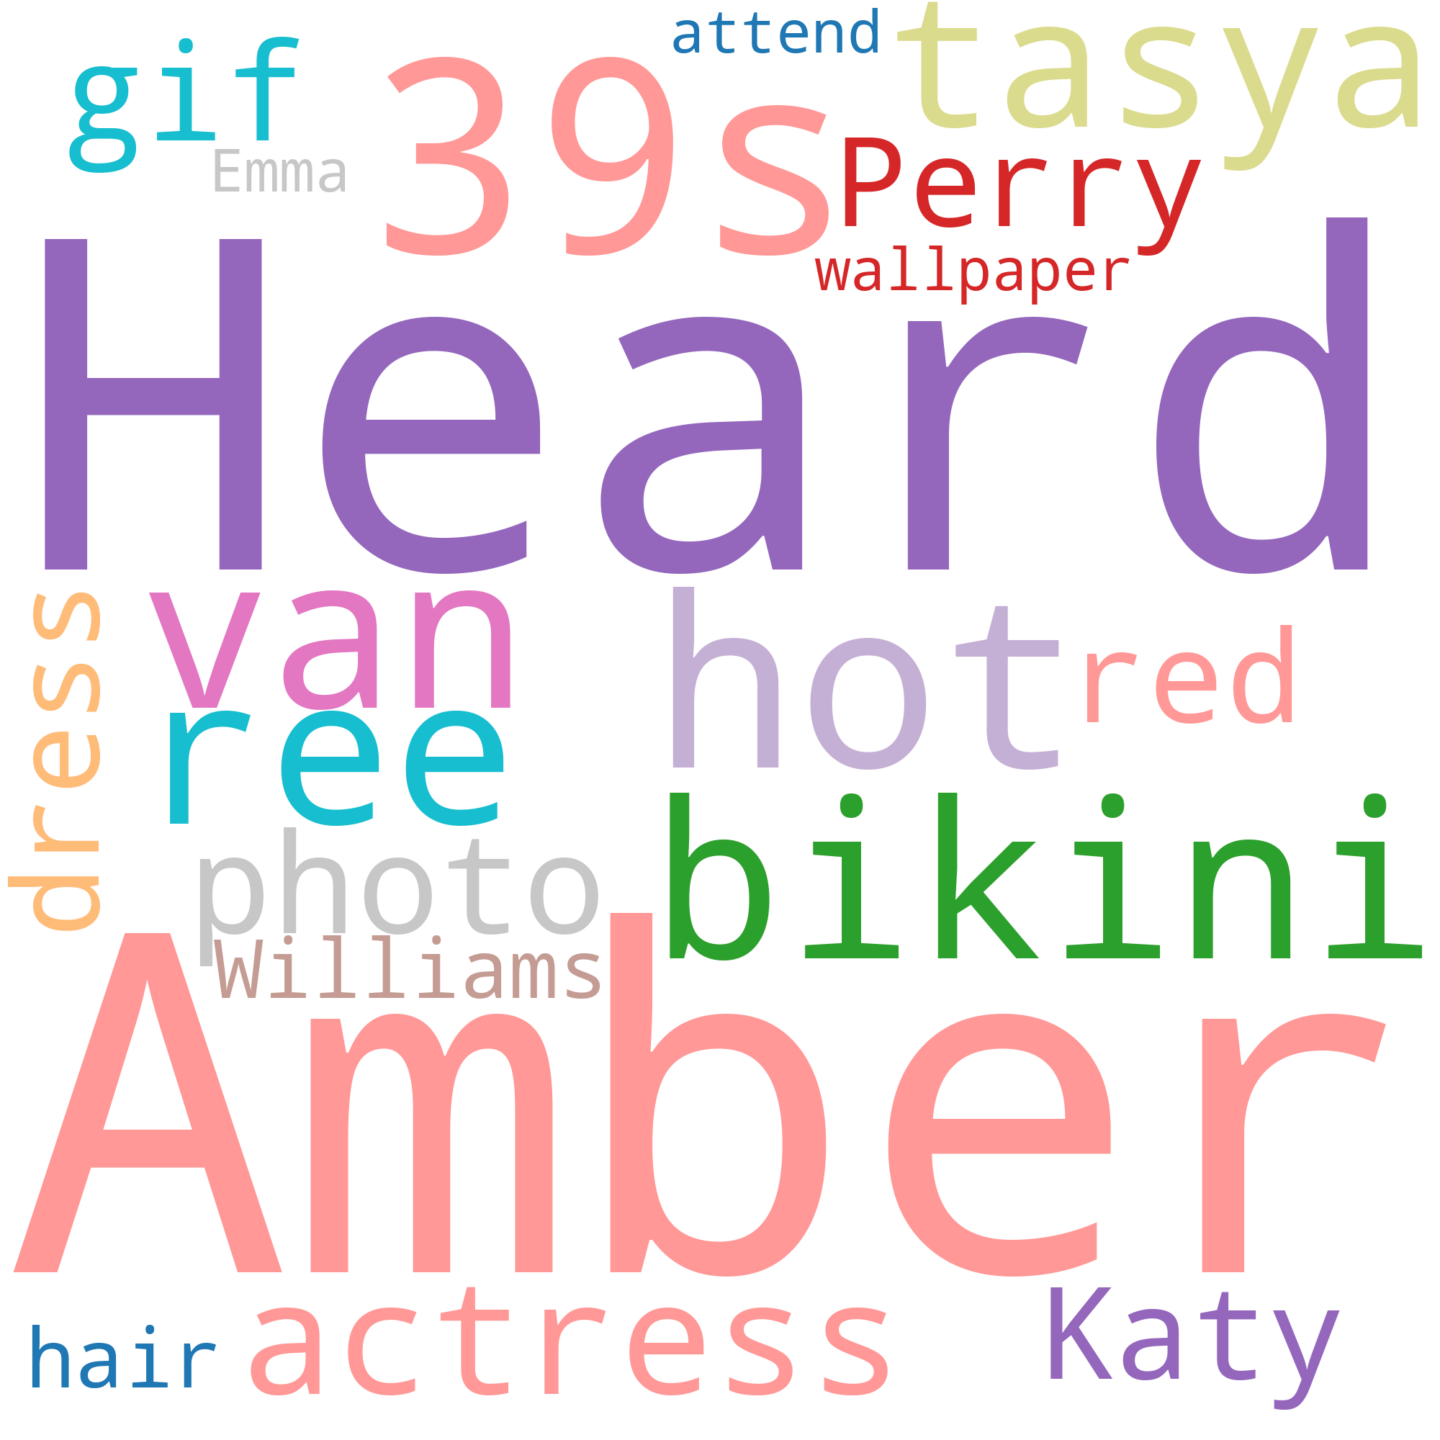 attend
tasya
gif
39s
Emma
Perry
wallpaper
Heard
dress
van
hot
red
ree
bikini
photo
Williams
Amber
hair
actress
Katy